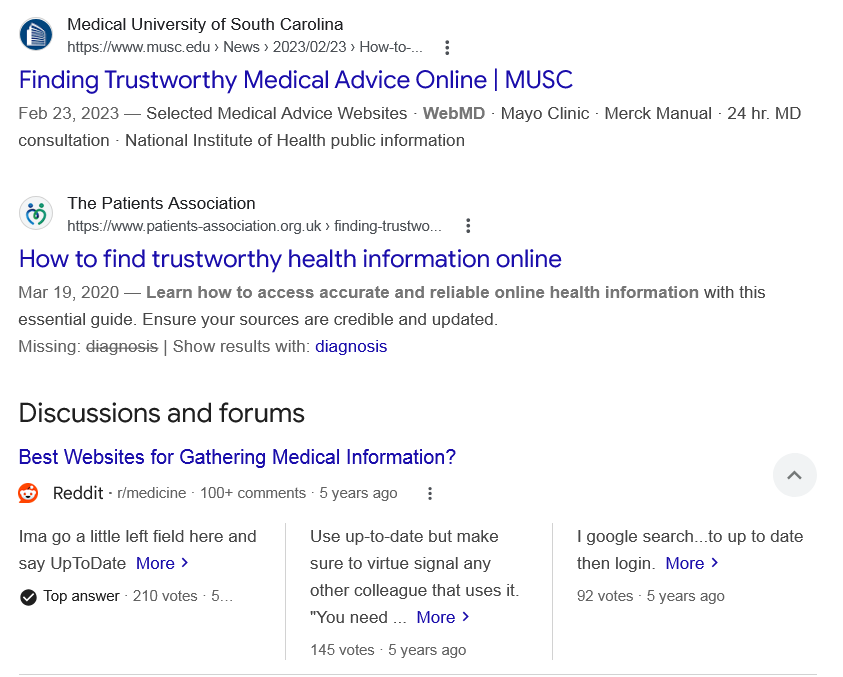 Medical University of South Carolina
https://www.musc.edu › News › 2023/02/23 › How-to-...
Finding Trustworthy Medical Advice Online | MUSC
Feb 23, 2023 — Selected Medical Advice Websites · WebMD · Mayo Clinic · Merck Manual · 24 hr. MD
consultation · National Institute of Health public information
The Patients Association
https://www.patients-association.org.uk › finding-trustwo...
How to find trustworthy health information online
Mar 19, 2020 — Learn how to access accurate and reliable online health information with this
essential guide. Ensure your sources are credible and updated.
Missing: diagnosis | Show results with: diagnosis
Discussions and forums
Best Websites for Gathering Medical Information?
Reddit · r/medicine · 100+ comments · 5 years ago
Ima go a little left field here and
say UpToDate More ›
Top answer · 210 votes · 5...
Use up-to-date but make
sure to virtue signal any
other colleague that uses it.
"You need ... More ›
145 votes · 5 years ago
I google search...to up to date
then login. More ›
92 votes · 5 years ago